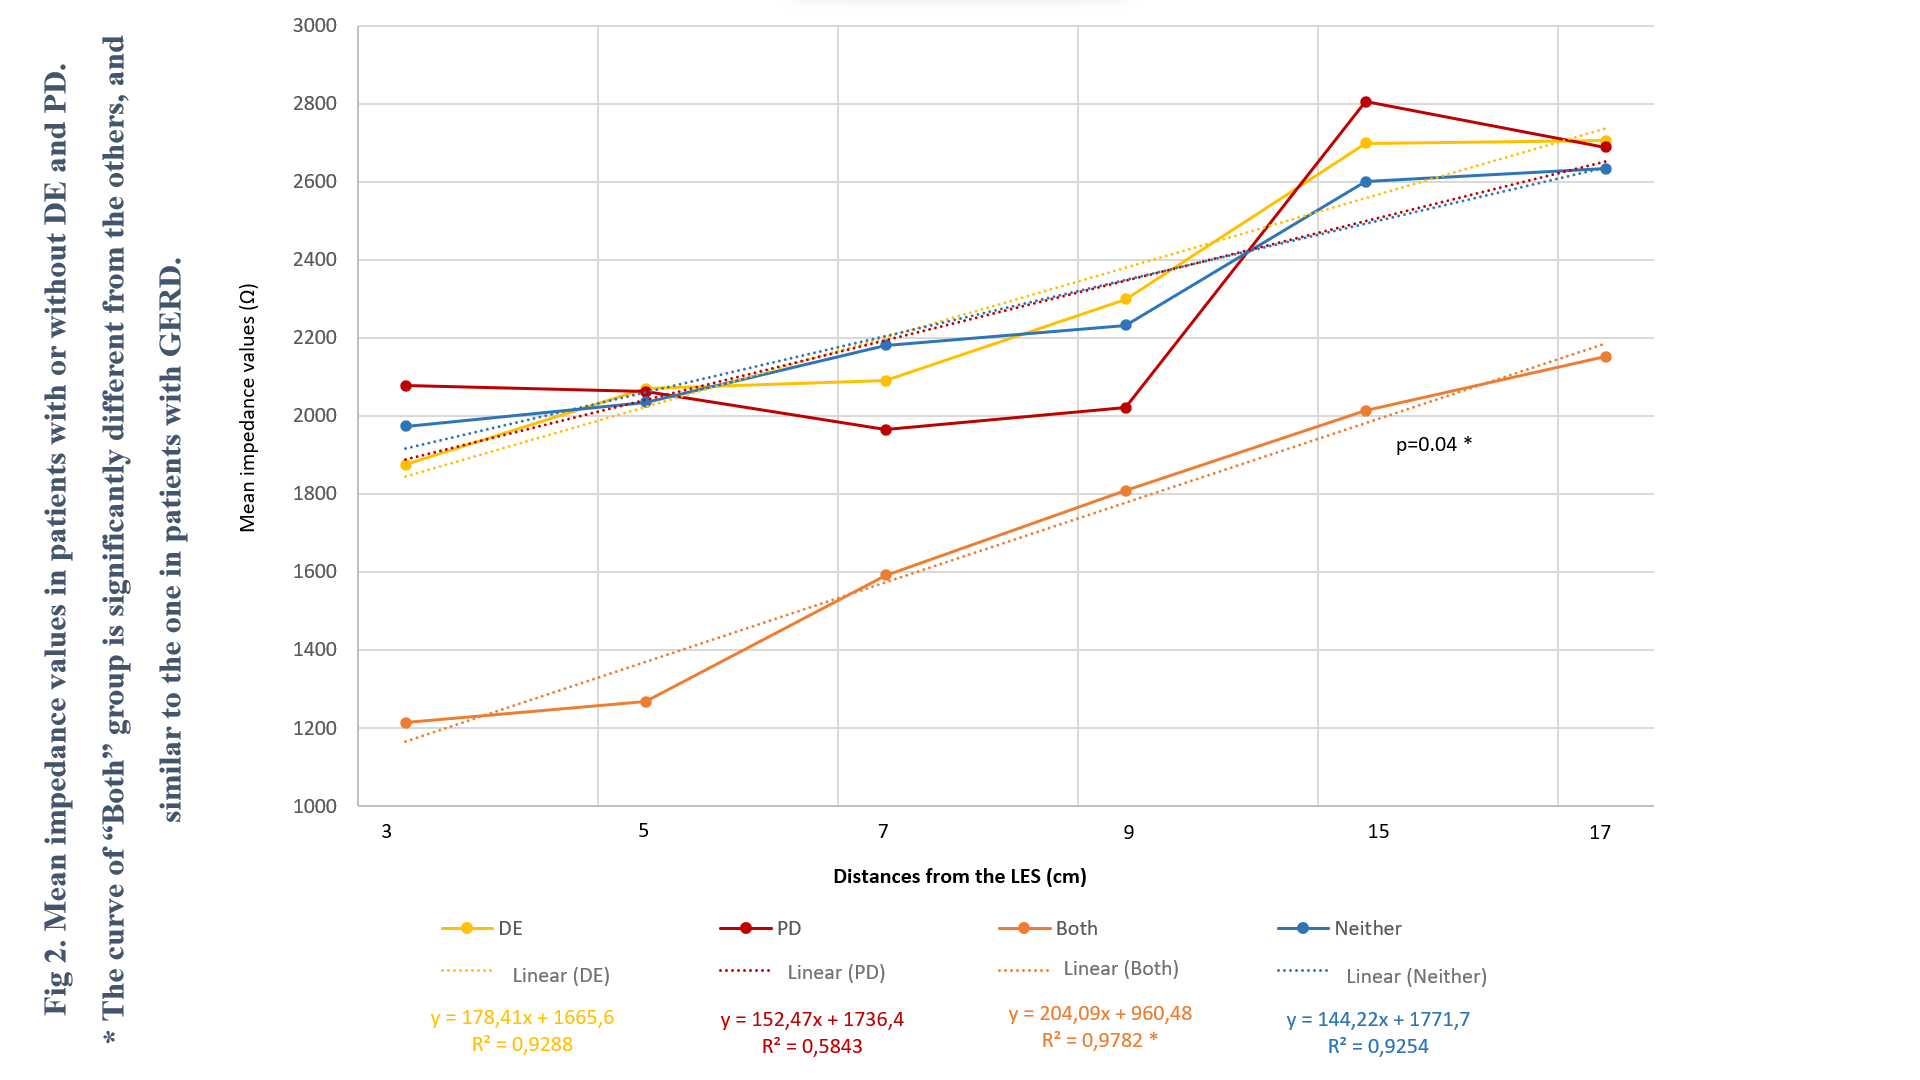 Fig 2. Mean impedance values in patients with or without DE and PD.
* The curve of “Both” group is significantly different from the others, and
similar to the one in patients with GERD.
Mean impedance values (Ω)
3000
2800
2600
2400
2200
2000
1800
1600
1400
1200
1000
p=0.04 *
3 5 7 9 15 17
Distances from the LES (cm)
DE PD Both Neither
Linear (DE) Linear (PD) Linear (Both) Linear (Neither)
y = 178,41x + 1665,6 y = 152,47x + 1736,4 y = 204,09x + 960,48 y = 144,22x + 1771,7
R² = 0,9288 R² = 0,5843 R² = 0,9782 * R² = 0,9254